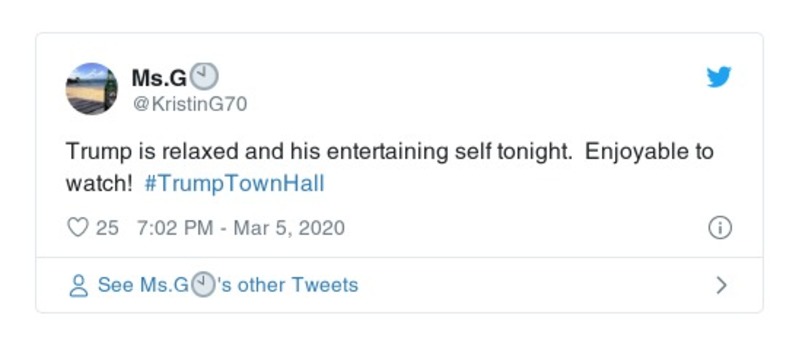 Ms.G🕙
@KristinG70
Trump is relaxed and his entertaining self tonight.  Enjoyable to
watch!  #TrumpTownHall
25   7:02 PM - Mar 5, 2020
See Ms.G🕙's other Tweets